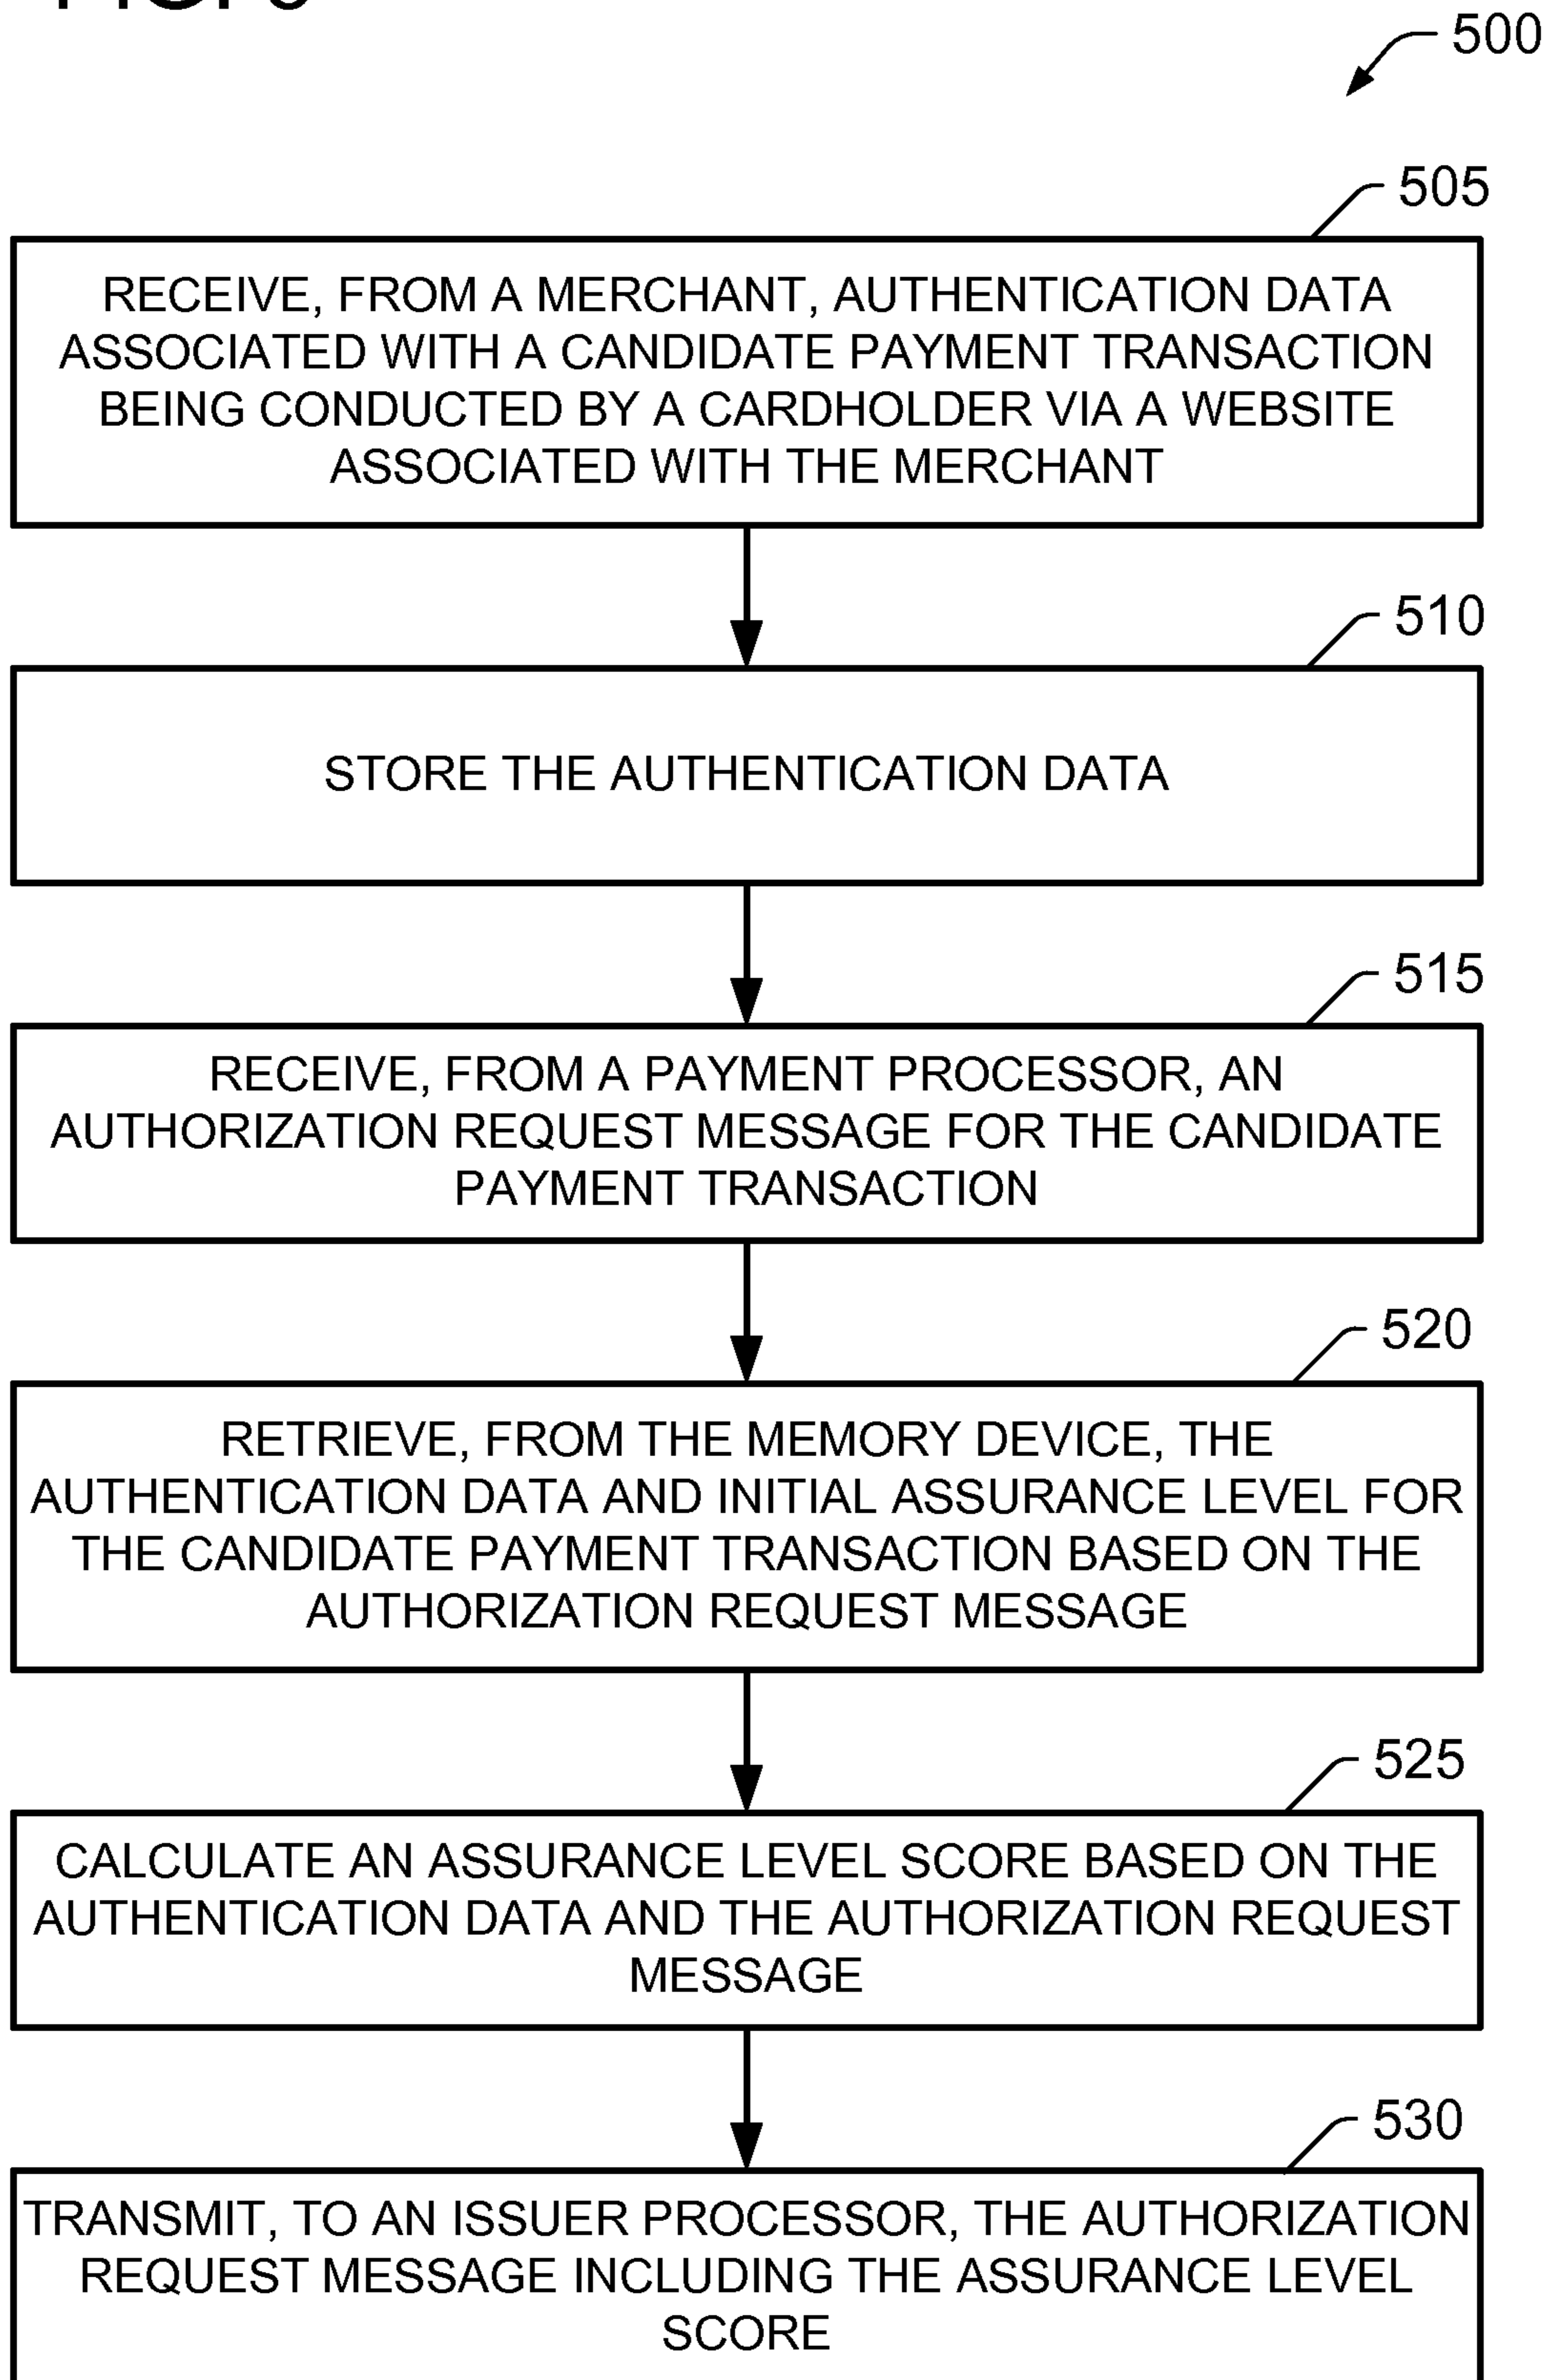 500
505
RECEIVE, FROM A MERCHANT, AUTHENTICATION DATA
ASSOCIATED WITH A CANDIDATE PAYMENT TRANSACTION
BEING CONDUCTED BY A CARDHOLDER VIA A WEBSITE
ASSOCIATED WITH THE MERCHANT
510
STORE THE AUTHENTICATION DATA
515
RECEIVE, FROM A PAYMENT PROCESSOR, AN
AUTHORIZATION REQUEST MESSAGE FOR THE CANDIDATE
PAYMENT TRANSACTION
520
RETRIEVE, FROM THE MEMORY DEVICE, THE
AUTHENTICATION DATA AND INITIAL ASSURANCE LEVEL FOR
THE CANDIDATE PAYMENT TRANSACTION BASED ON THE
AUTHORIZATION REQUEST MESSAGE
525
CALCULATE AN ASSURANCE LEVEL SCORE BASED ON THE
AUTHENTICATION DATA AND THE AUTHORIZATION REQUEST
MESSAGE
530
TRANSMIT, TO AN ISSUER PROCESSOR, THE AUTHORIZATION
REQUEST MESSAGE INCLUDING THE ASSURANCE LEVEL
SCORE